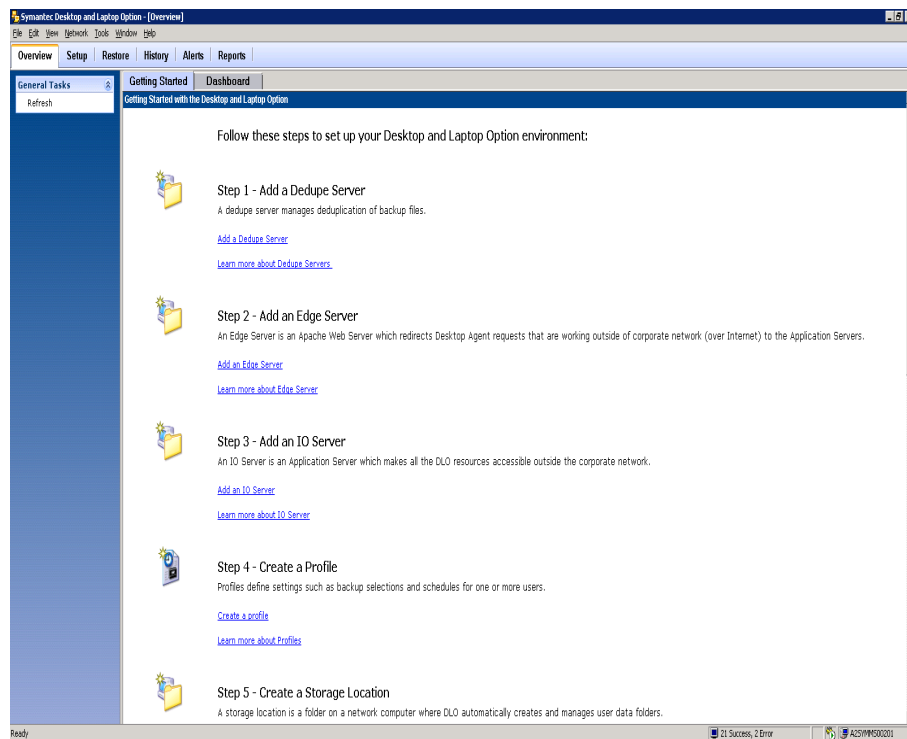 Symantec Desktop and Laptop Option - [Overview]
File Edit View Network Tools Window Help
Overview Setup Restore History Alerts Reports
General Tasks
Refresh
Getting Started Dashboard
Getting Started with the Desktop and Laptop Option
Follow these steps to set up your Desktop and Laptop Option environment:
Step 1 - Add a Dedupe Server
A dedupe server manages deduplication of backup files.
Add a Dedupe Server
Learn more about Dedupe Servers
Step 2 - Add an Edge Server
An Edge Server is an Apache Web Server which redirects Desktop Agent requests that are working outside of corporate network (over Internet) to the Application Servers.
Add an Edge Server
Learn more about Edge Server
Step 3 - Add an IO Server
An IO Server is an Application Server which makes all the DLO resources accessible outside the corporate network.
Add an IO Server
Learn more about IO Server
Step 4 - Create a Profile
Profiles define settings such as backup selections and schedules for one or more users.
Create a profile
Learn more about Profiles
Step 5 - Create a Storage Location
A storage location is a folder on a network computer where DLO automatically creates and manages user data folders.
Ready
21 Success, 2 Error
A2SYMMS00201